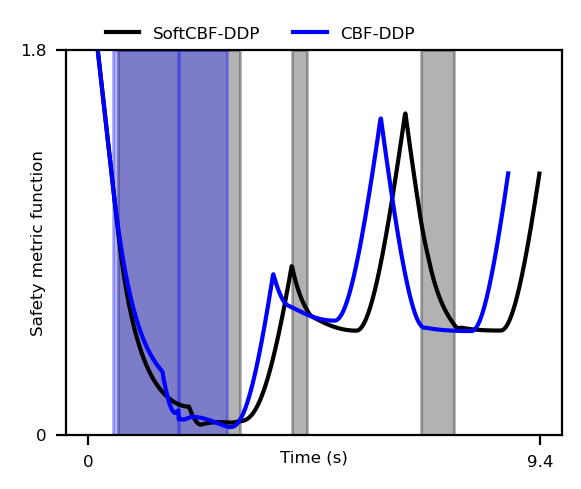 SoftCBF-DDP CBF-DDP
1.8
Safety metric function
0
0 Time (s) 9.4